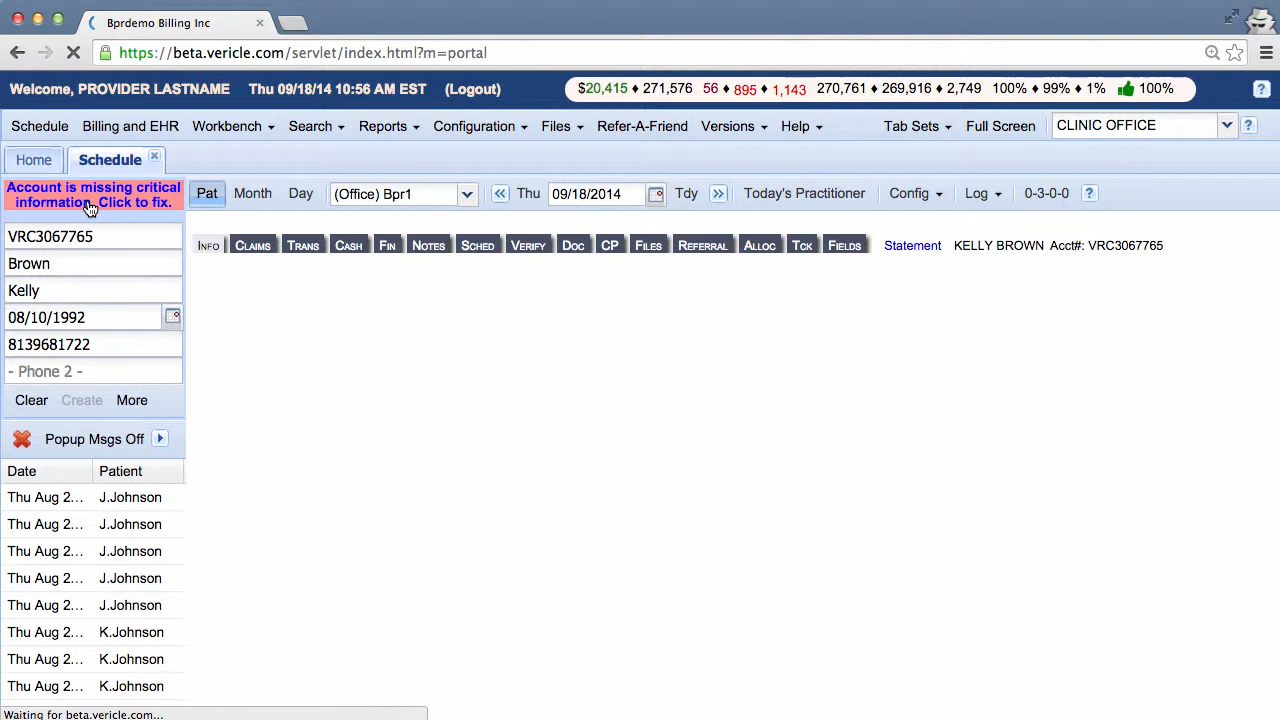 Bprdemo Billing Inc
https://beta.vericle.com/servlet/index.html?m=portal
Welcome, PROVIDER LASTNAME Thu 09/18/14 10:56 AM EST (Logout) $20,415 ♦ 271,576 56 ♦ 895 ♦ 1,143 270,761 ♦ 269,916 ♦ 2,749 100% ♦ 99% ♦ 1% 100% ?
Schedule Billing and EHR Workbench Search Reports Configuration Files Refer-A-Friend Versions Help Tab Sets Full Screen CLINIC OFFICE ?
Home Schedule
Account is missing critical
information. Click to fix.
Pat Month Day (Office) Bpr1 Thu 09/18/2014 Tdy Today's Practitioner Config Log 0-3-0-0 ?
VRC3067765
INFO CLAIMS TRANS CASH FIN NOTES SCHED VERIFY DOC CP FILES REFERRAL ALLOC TCK FIELDS Statement KELLY BROWN Acct#: VRC3067765
Brown
Kelly
08/10/1992
8139681722
- Phone 2 -
Clear Create More
Popup Msgs Off
Date Patient
Thu Aug 2... J.Johnson
Thu Aug 2... J.Johnson
Thu Aug 2... J.Johnson
Thu Aug 2... J.Johnson
Thu Aug 2... J.Johnson
Thu Aug 2... K.Johnson
Thu Aug 2... K.Johnson
Thu Aug 2... K.Johnson
Waiting for beta.vericle.com...